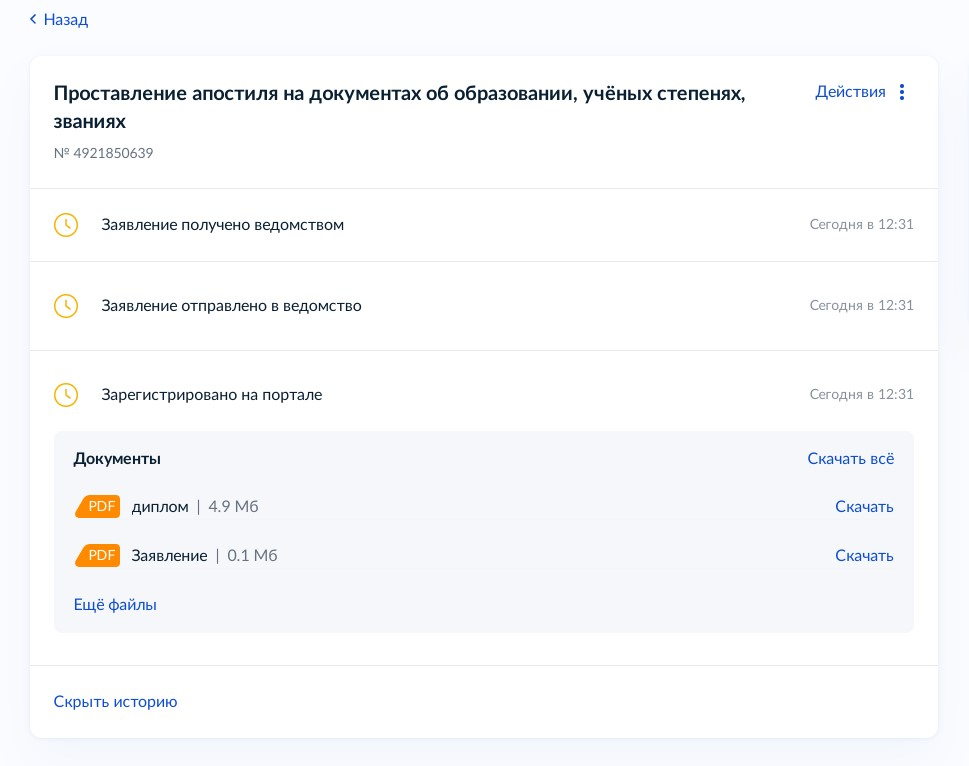 Назад
Проставление апостиля на документах об образовании, учёных степенях,
званиях
Действия
№ 4921850639
Заявление получено ведомством
Сегодня в 12:31
Заявление отправлено в ведомство
Сегодня в 12:31
Зарегистрировано на портале
Сегодня в 12:31
Документы
Скачать всё
PDF диплом | 4.9 Мб
Скачать
PDF Заявление | 0.1 Мб
Скачать
Ещё файлы
Скрыть историю